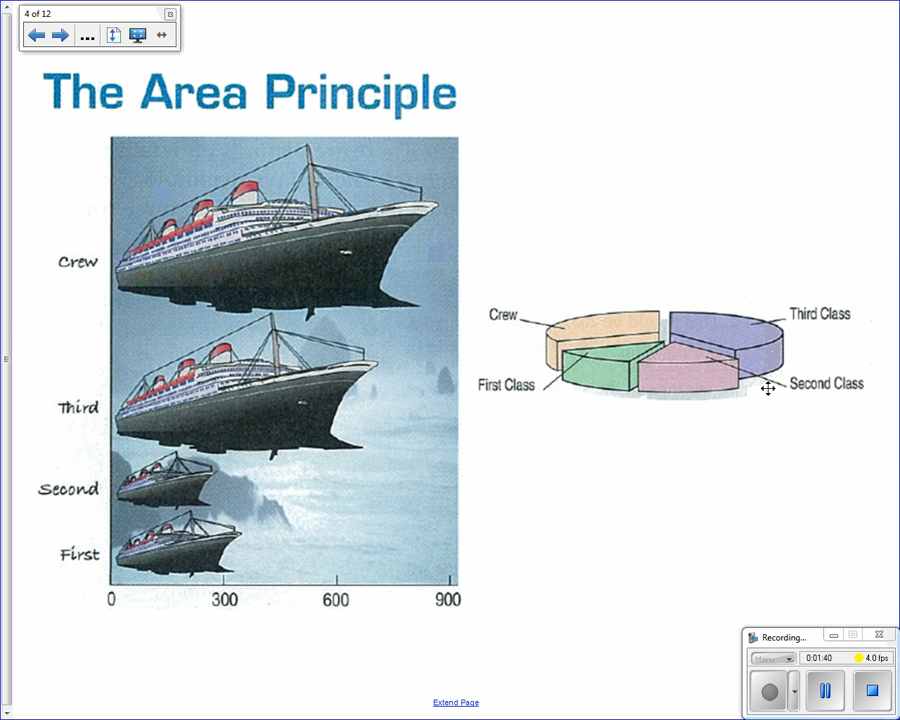 4 of 12
The Area Principle
Crew
Third
Second
First
0 300 600 900
Crew
Third Class
First Class
Second Class
Recording...
0:01:40 4.0 fps
Extend Page